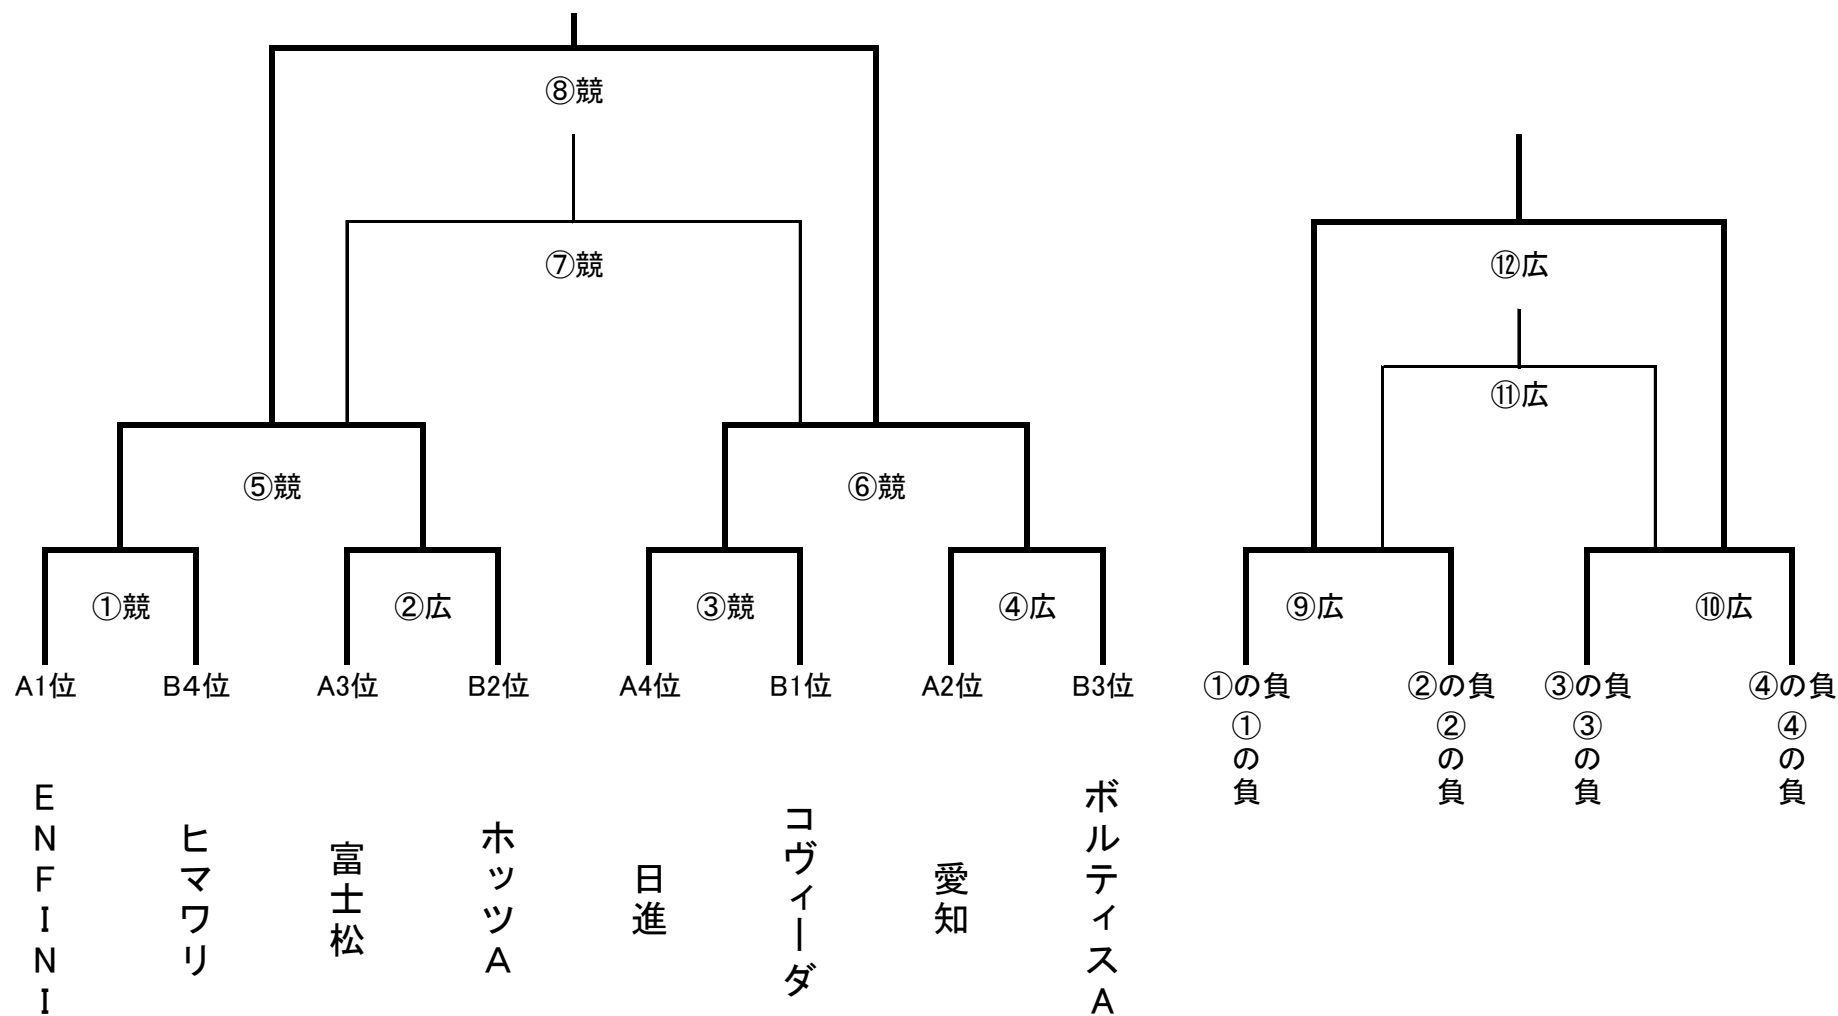 ⑧競
⑦競
⑫広
⑪広
⑤競
⑥競
①競
②広
③競
④広
⑨広
⑩広
A1位
B4位
A3位
B2位
A4位
B1位
A2位
B3位
①の負
②の負
③の負
④の負
①の負
②の負
③の負
④の負
ENFINI
ヒマワリ
富士松
ホッツA
日進
コヴィーダ
愛知
ボルティスA